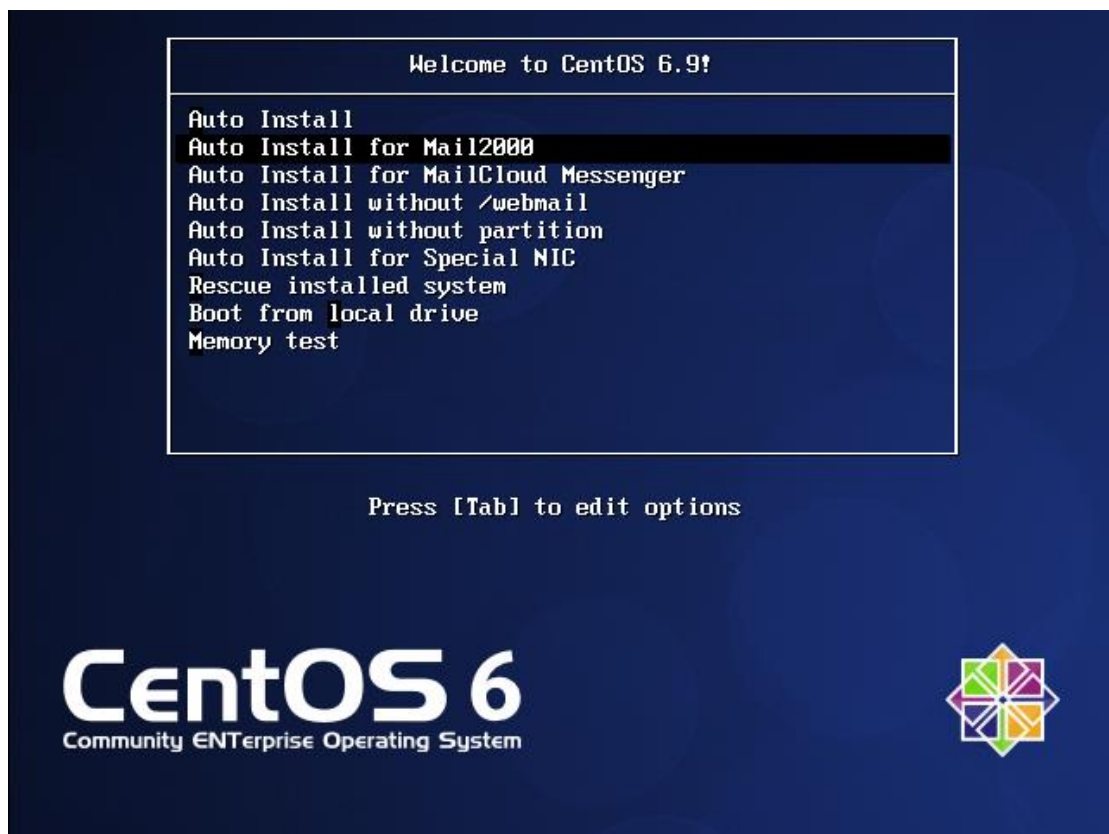 Welcome to CentOS 6.9!
Auto Install
Auto Install for Mail2000
Auto Install for MailCloud Messenger
Auto Install without /webmail
Auto Install without partition
Auto Install for Special NIC
Rescue installed system
Boot from local drive
Memory test
Press [Tab] to edit options
CentOS 6
Community ENTerprise Operating System